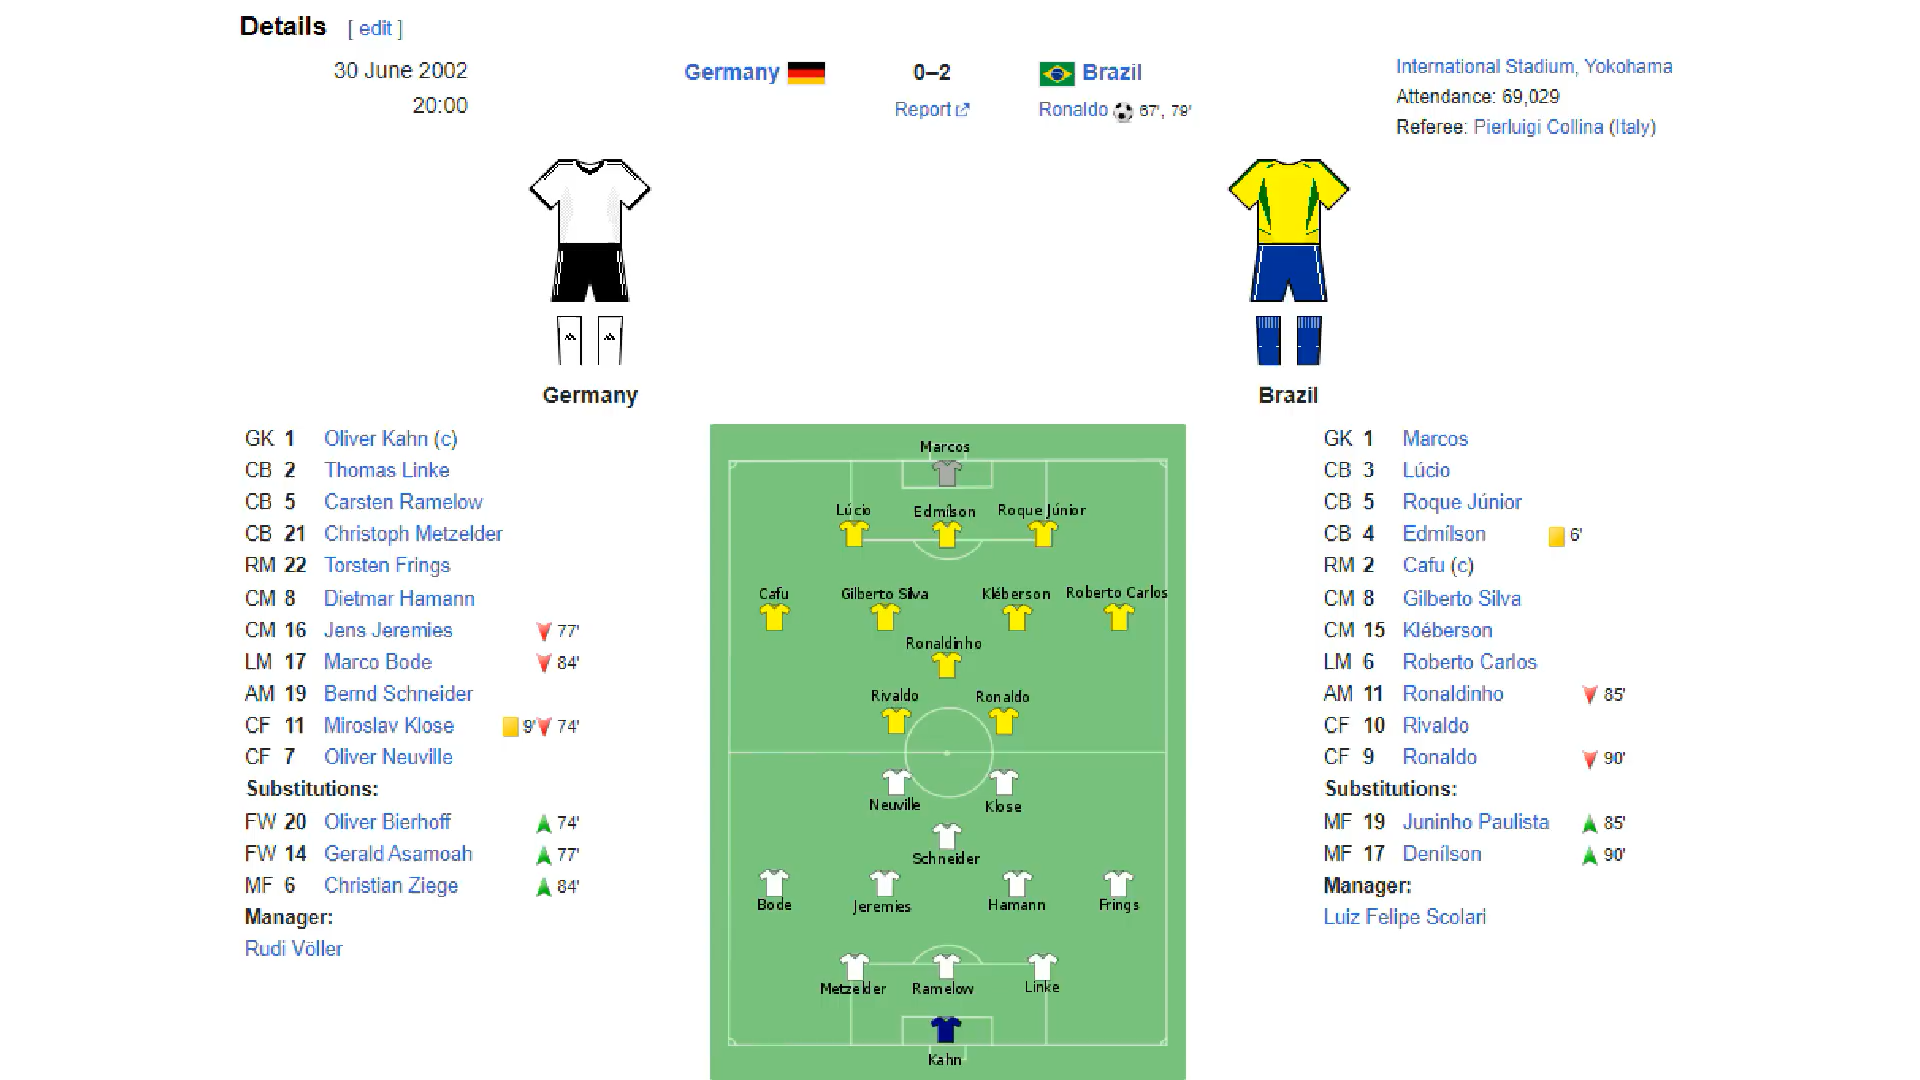 Details [ edit ]
30 June 2002
20:00
Germany 0–2 Brazil
Report Ronaldo 67', 79'
International Stadium, Yokohama
Attendance: 69,029
Referee: Pierluigi Collina (Italy)
Germany
Brazil
GK 1 Oliver Kahn (c)
CB 2 Thomas Linke
CB 5 Carsten Ramelow
CB 21 Christoph Metzelder
RM 22 Torsten Frings
CM 8 Dietmar Hamann
CM 16 Jens Jeremies 77'
LM 17 Marco Bode 84'
AM 19 Bernd Schneider
CF 11 Miroslav Klose 9' 74'
CF 7 Oliver Neuville
Substitutions:
FW 20 Oliver Bierhoff 74'
FW 14 Gerald Asamoah 77'
MF 6 Christian Ziege 84'
Manager:
Rudi Völler
Marcos
Lúcio Edmílson Roque Júnior
Cafu Gilberto Silva Kléberson Roberto Carlos
Ronaldinho
Rivaldo Ronaldo
Neuville Klose
Schneider
Bode Jeremies Hamann Frings
Metzelder Ramelow Linke
Kahn
GK 1 Marcos
CB 3 Lúcio
CB 5 Roque Júnior
CB 4 Edmílson 6'
RM 2 Cafu (c)
CM 8 Gilberto Silva
CM 15 Kléberson
LM 6 Roberto Carlos
AM 11 Ronaldinho 85'
CF 10 Rivaldo
CF 9 Ronaldo 90'
Substitutions:
MF 19 Juninho Paulista 85'
MF 17 Denílson 90'
Manager:
Luiz Felipe Scolari